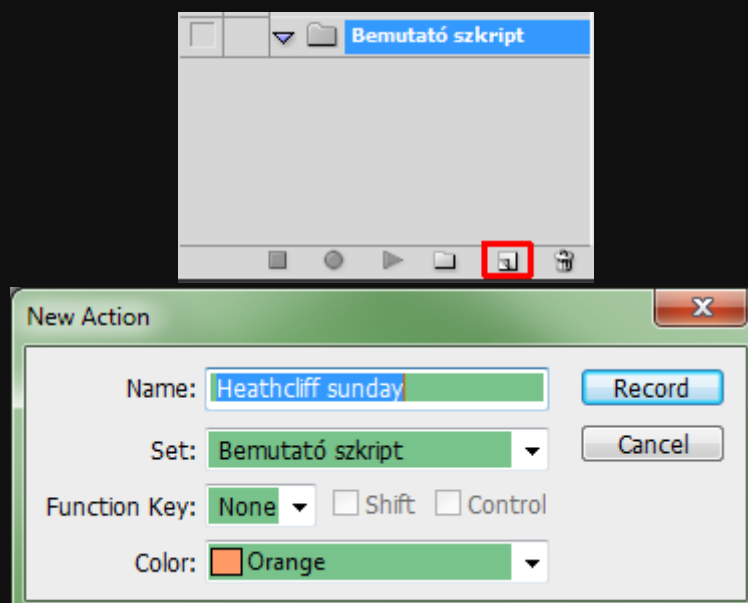 Bemutató szkript
New Action
Name: Heathcliff sunday Record
Set: Bemutató szkript Cancel
Function Key: None Shift Control
Color: Orange